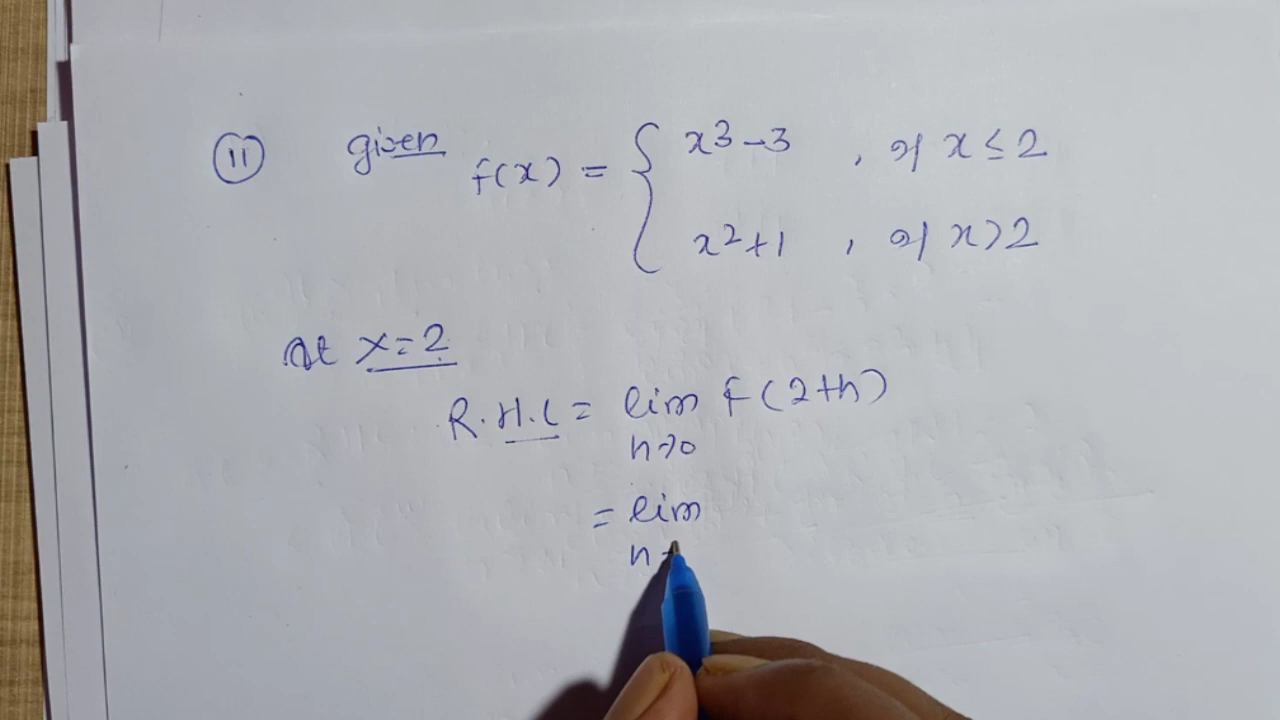 ⑪ given f(x) = { x³-3 , if x ≤ 2
x²+1 , if x>2
At x=2
R.H.L = lim f(2+h)
h→0
= lim
h